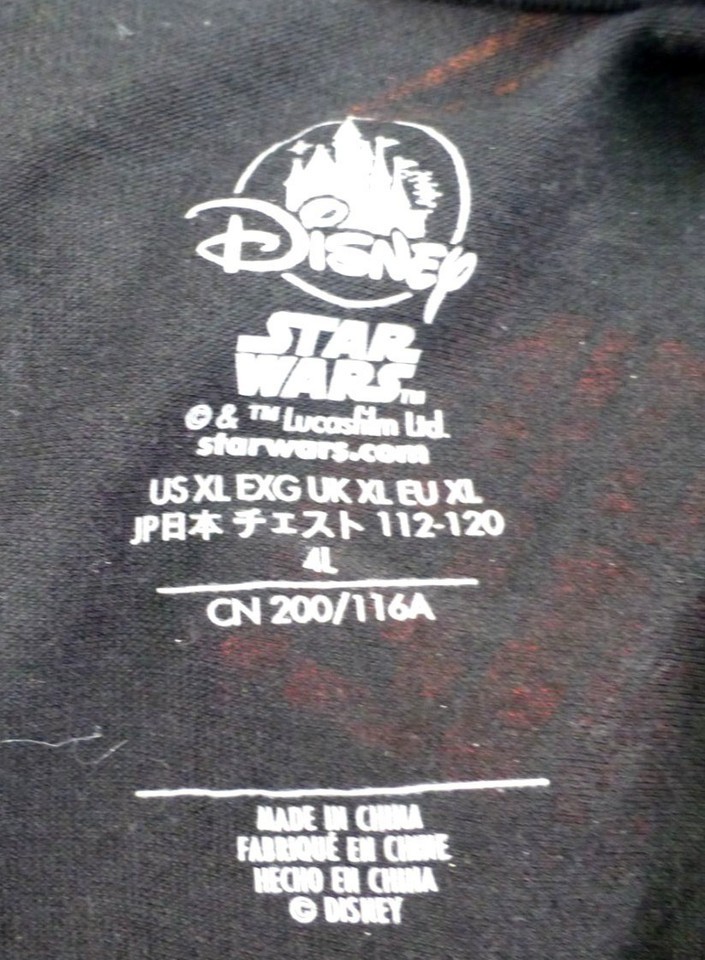 Disney
STAR
WARS™
© & ™ Lucasfilm Ltd.
starwars.com
US XL EXG UK XL EU XL
JP日本 チェスト 112-120
4L
CN 200/116A
MADE IN CHINA
FABRIQUÉ EN CHINE
HECHO EN CHINA
© DISNEY